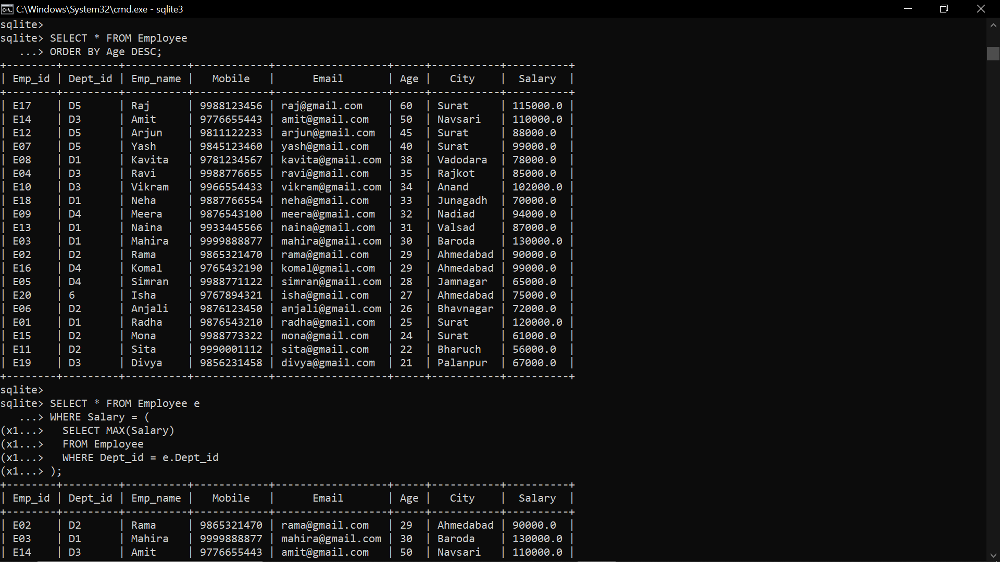 C:\Windows\System32\cmd.exe - sqlite3
sqlite>
sqlite> SELECT * FROM Employee
   ...> ORDER BY Age DESC;
+--------+---------+----------+------------+------------------+-----+-----------+----------+
| Emp_id | Dept_id | Emp_name |   Mobile   |      Email       | Age |   City    |  Salary  |
+--------+---------+----------+------------+------------------+-----+-----------+----------+
| E17    | D5      | Raj      | 9988123456 | raj@gmail.com    | 60  | Surat     | 115000.0 |
| E14    | D3      | Amit     | 9776655443 | amit@gmail.com   | 50  | Navsari   | 110000.0 |
| E12    | D5      | Arjun    | 9811122233 | arjun@gmail.com  | 45  | Surat     | 88000.0  |
| E07    | D5      | Yash     | 9845123460 | yash@gmail.com   | 40  | Surat     | 99000.0  |
| E08    | D1      | Kavita   | 9781234567 | kavita@gmail.com | 38  | Vadodara  | 78000.0  |
| E04    | D3      | Ravi     | 9988776655 | ravi@gmail.com   | 35  | Rajkot    | 85000.0  |
| E10    | D3      | Vikram   | 9966554433 | vikram@gmail.com | 34  | Anand     | 102000.0 |
| E18    | D1      | Neha     | 9887766554 | neha@gmail.com   | 33  | Junagadh  | 70000.0  |
| E09    | D4      | Meera    | 9876543100 | meera@gmail.com  | 32  | Nadiad    | 94000.0  |
| E13    | D1      | Naina    | 9933445566 | naina@gmail.com  | 31  | Valsad    | 87000.0  |
| E03    | D1      | Mahira   | 9999888877 | mahira@gmail.com | 30  | Baroda    | 130000.0 |
| E02    | D2      | Rama     | 9865321470 | rama@gmail.com   | 29  | Ahmedabad | 90000.0  |
| E16    | D4      | Komal    | 9765432190 | komal@gmail.com  | 29  | Ahmedabad | 99000.0  |
| E05    | D4      | Simran   | 9988771122 | simran@gmail.com | 28  | Jamnagar  | 65000.0  |
| E20    | 6       | Isha     | 9767894321 | isha@gmail.com   | 27  | Ahmedabad | 75000.0  |
| E06    | D2      | Anjali   | 9876123450 | anjali@gmail.com | 26  | Bhavnagar | 72000.0  |
| E01    | D1      | Radha    | 9876543210 | radha@gmail.com  | 25  | Surat     | 120000.0 |
| E15    | D2      | Mona     | 9988773322 | mona@gmail.com   | 24  | Surat     | 61000.0  |
| E11    | D2      | Sita     | 9990001112 | sita@gmail.com   | 22  | Bharuch   | 56000.0  |
| E19    | D3      | Divya    | 9856231458 | divya@gmail.com  | 21  | Palanpur  | 67000.0  |
+--------+---------+----------+------------+------------------+-----+-----------+----------+
sqlite>
sqlite> SELECT * FROM Employee e
   ...> WHERE Salary = (
(x1...>   SELECT MAX(Salary)
(x1...>   FROM Employee
(x1...>   WHERE Dept_id = e.Dept_id
(x1...> );
+--------+---------+----------+------------+------------------+-----+-----------+----------+
| Emp_id | Dept_id | Emp_name |   Mobile   |      Email       | Age |   City    |  Salary  |
+--------+---------+----------+------------+------------------+-----+-----------+----------+
| E02    | D2      | Rama     | 9865321470 | rama@gmail.com   | 29  | Ahmedabad | 90000.0  |
| E03    | D1      | Mahira   | 9999888877 | mahira@gmail.com | 30  | Baroda    | 130000.0 |
| E14    | D3      | Amit     | 9776655443 | amit@gmail.com   | 50  | Navsari   | 110000.0 |